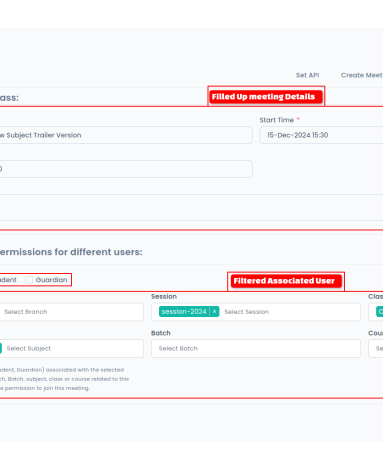 Set API Create Meet
ass: Filled Up meeting Details
Start Time *
w Subject Trailer Version 15-Dec-2024 15:30
0
ermissions for different users:
dent Guardian Filtered Associated User
Session Clas
Select Branch session-2024 × Select Session C
Batch Cou
Select Subject Select Batch Se
dent, Guardian) associated with the selected
ch, Batch, subject, class or course related to this
e permission to join this meeting.